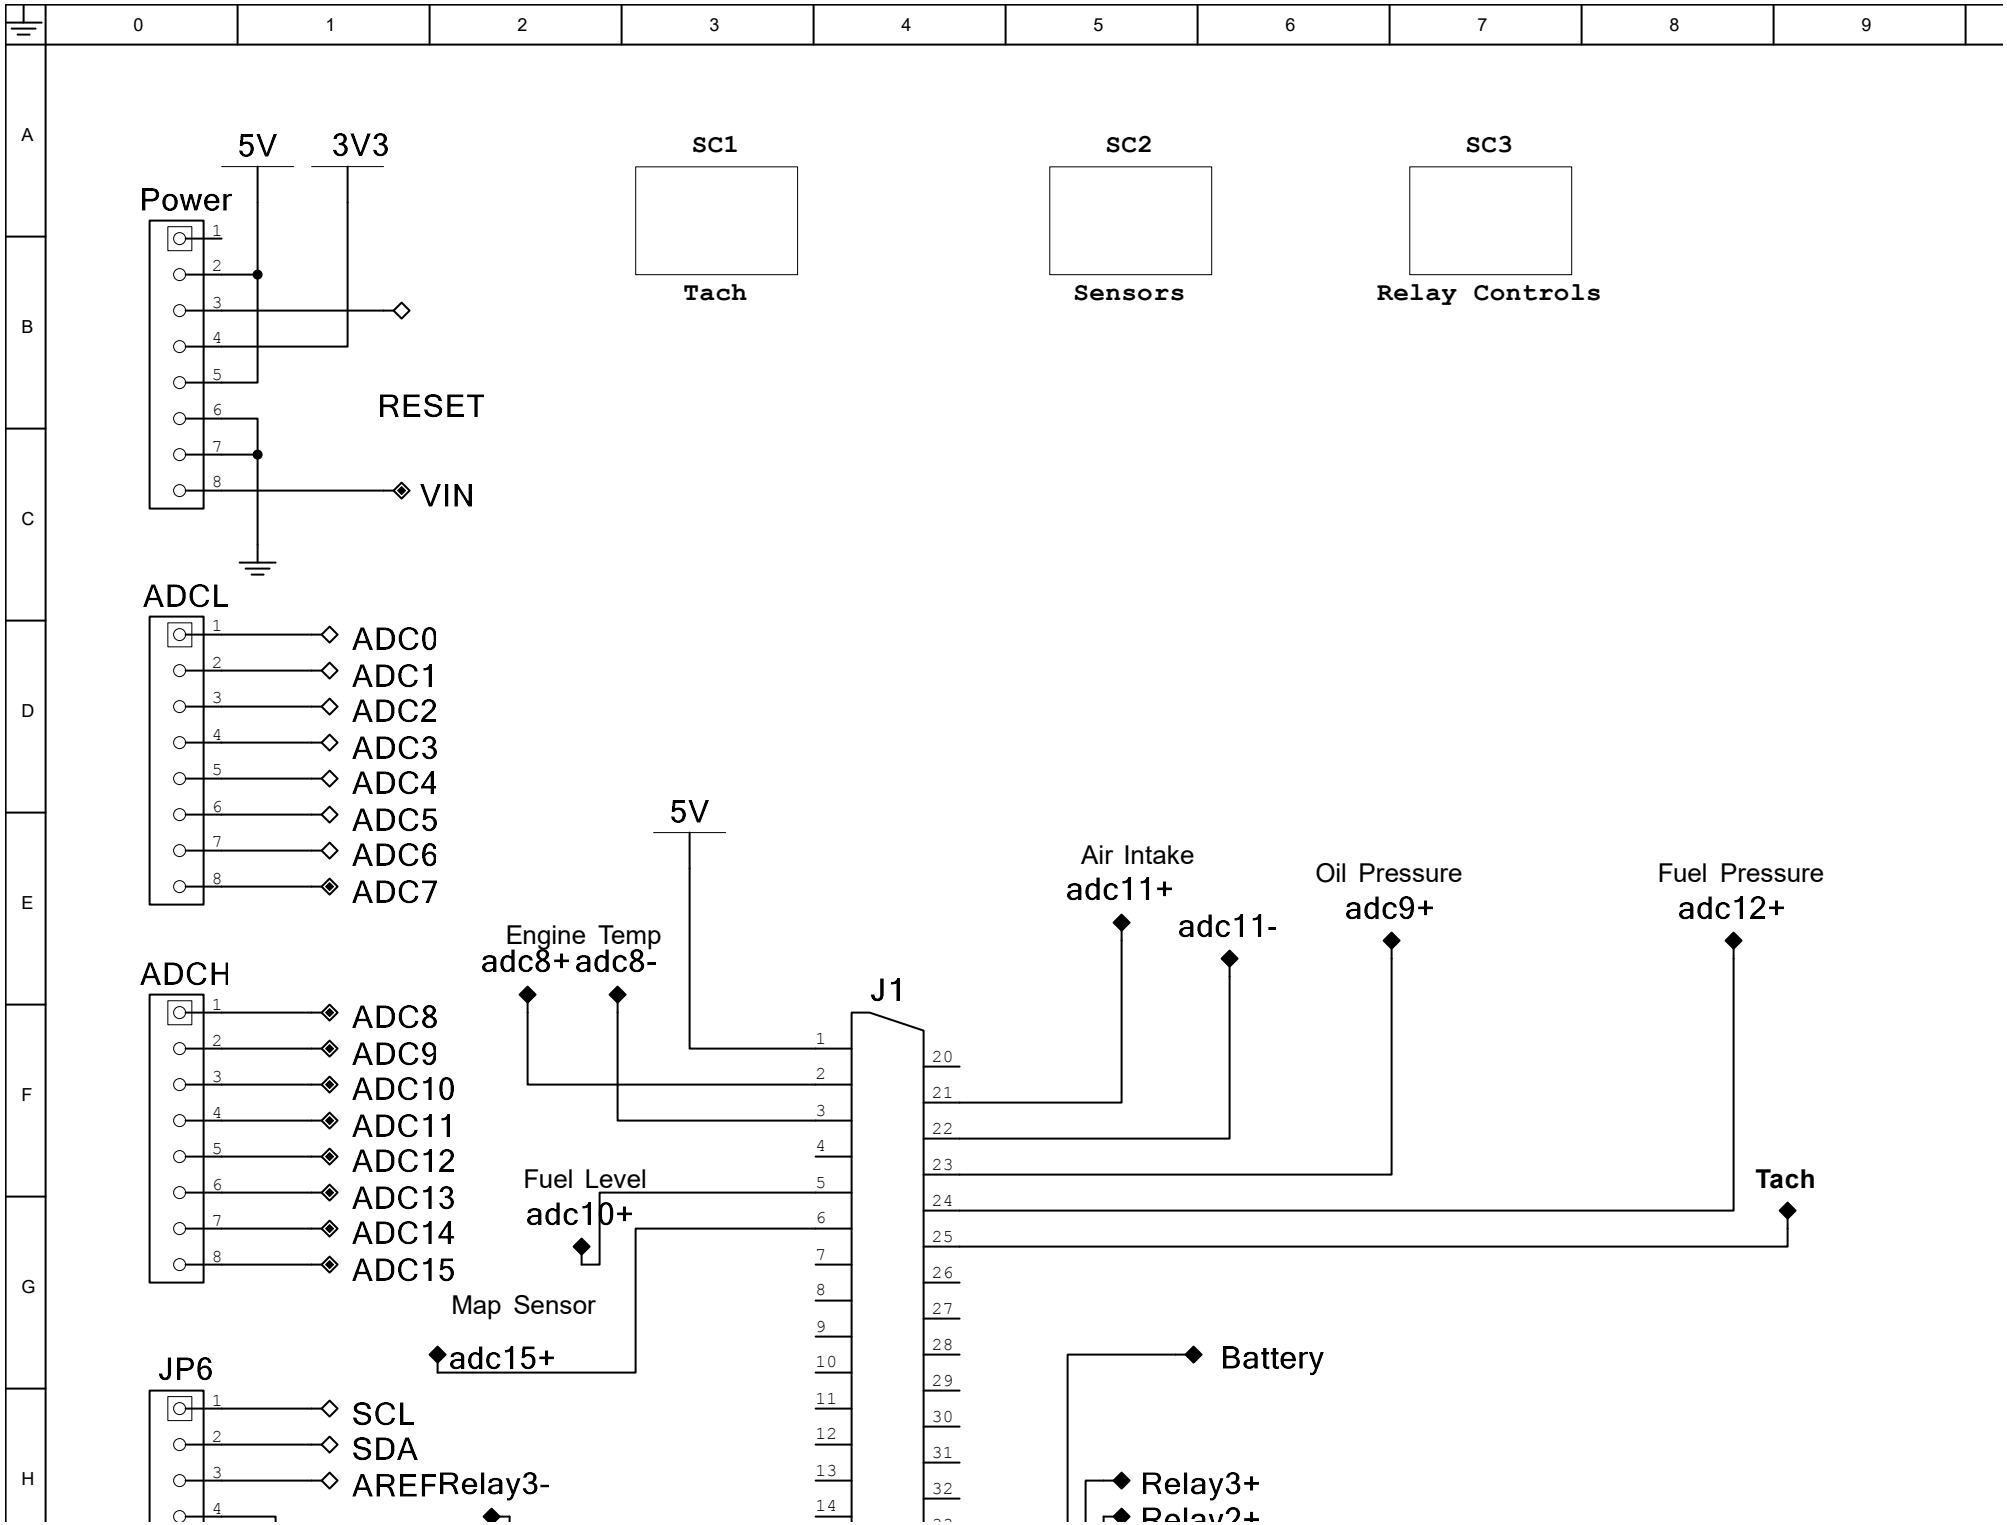 0 1 2 3 4 5 6 7 8 9
A
5V 3V3 SC1 SC2 SC3
Power
1
B
2
Tach Sensors Relay Controls
3
4
5
6
RESET
C
7
8
VIN
ADCL
D
1 ADC0
2 ADC1
3 ADC2
4 ADC3
5 ADC4
6 ADC5
7 ADC6
8 ADC7
E
5V
Air Intake
adc11+
adc11-
Oil Pressure
adc9+
Fuel Pressure
adc12+
Engine Temp
adc8+ adc8-
ADCH
1 ADC8
2 ADC9
3 ADC10
4 ADC11
5 ADC12
6 ADC13
7 ADC14
8 ADC15
F
J1
1
2
3
4
5
6
7
8
9
10
11
12
13
14
20
21
22
23
24
25
26
27
28
29
30
31
32
Tach
Fuel Level
adc10+
G
Map Sensor
adc15+
Battery
JP6
1 SCL
2 SDA
3 AREF
4
H
Relay3-
Relay3+
Relay2+